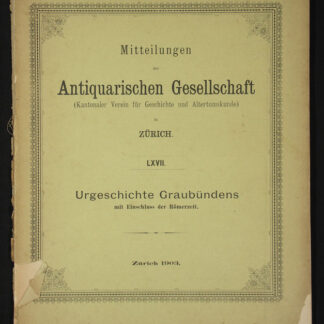 Mitteilungen
der
Antiquarischen Gesellschaft
(Kantonaler Verein für Geschichte und Altertumskunde)
in
ZÜRICH.
LXVII.
Urgeschichte Graubündens
mit Einschluss der Römerzeit.
Zürich 1903.